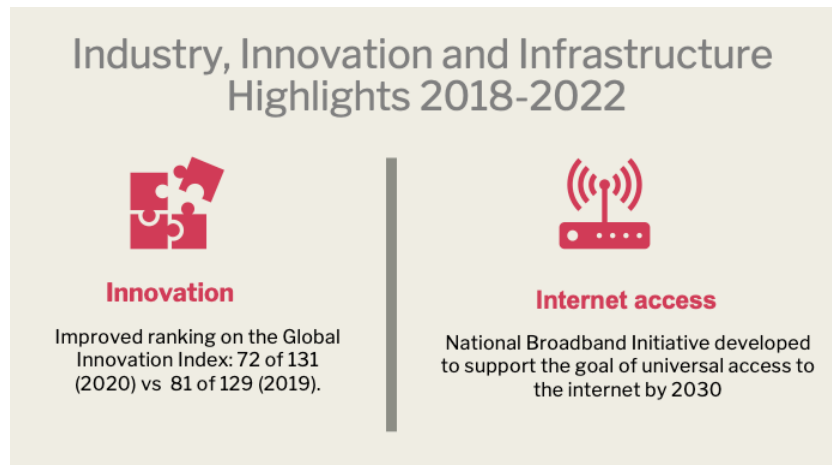 Industry, Innovation and Infrastructure
Highlights 2018-2022
Innovation
Improved ranking on the Global
Innovation Index: 72 of 131
(2020) vs  81 of 129 (2019).
Internet access
National Broadband Initiative developed
to support the goal of universal access to
the internet by 2030